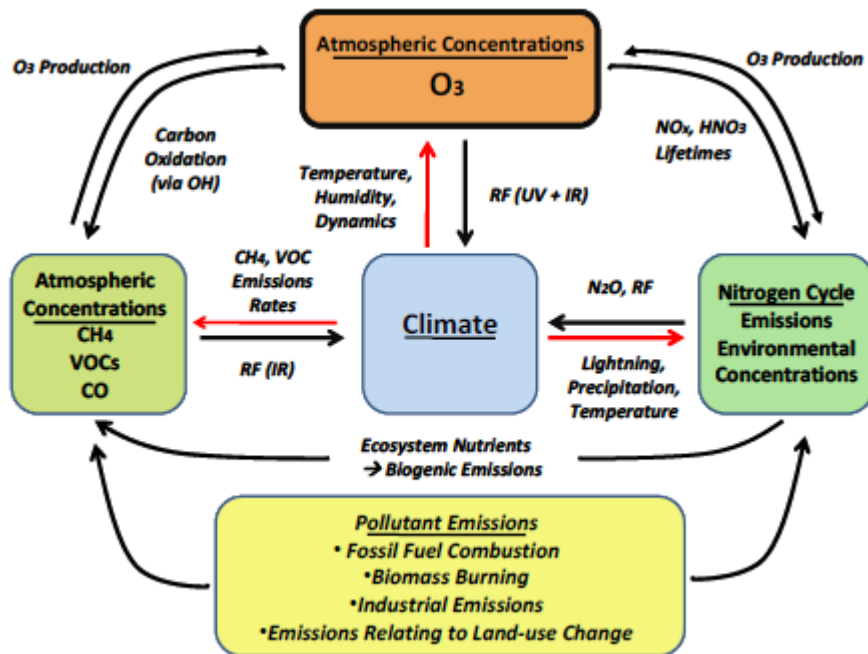 Atmospheric Concentrations
O₃
O₃ Production
O₃ Production
Carbon
Oxidation
(via OH)
NOₓ, HNO₃
Lifetimes
Temperature,
Humidity,
Dynamics
RF (UV + IR)
Atmospheric
Concentrations
CH₄
VOCs
CO
CH₄, VOC
Emissions
Rates
RF (IR)
Climate
N₂O, RF
Lightning,
Precipitation,
Temperature
Nitrogen Cycle
Emissions
Environmental
Concentrations
Ecosystem Nutrients
→ Biogenic Emissions
Pollutant Emissions
• Fossil Fuel Combustion
•Biomass Burning
•Industrial Emissions
•Emissions Relating to Land-use Change